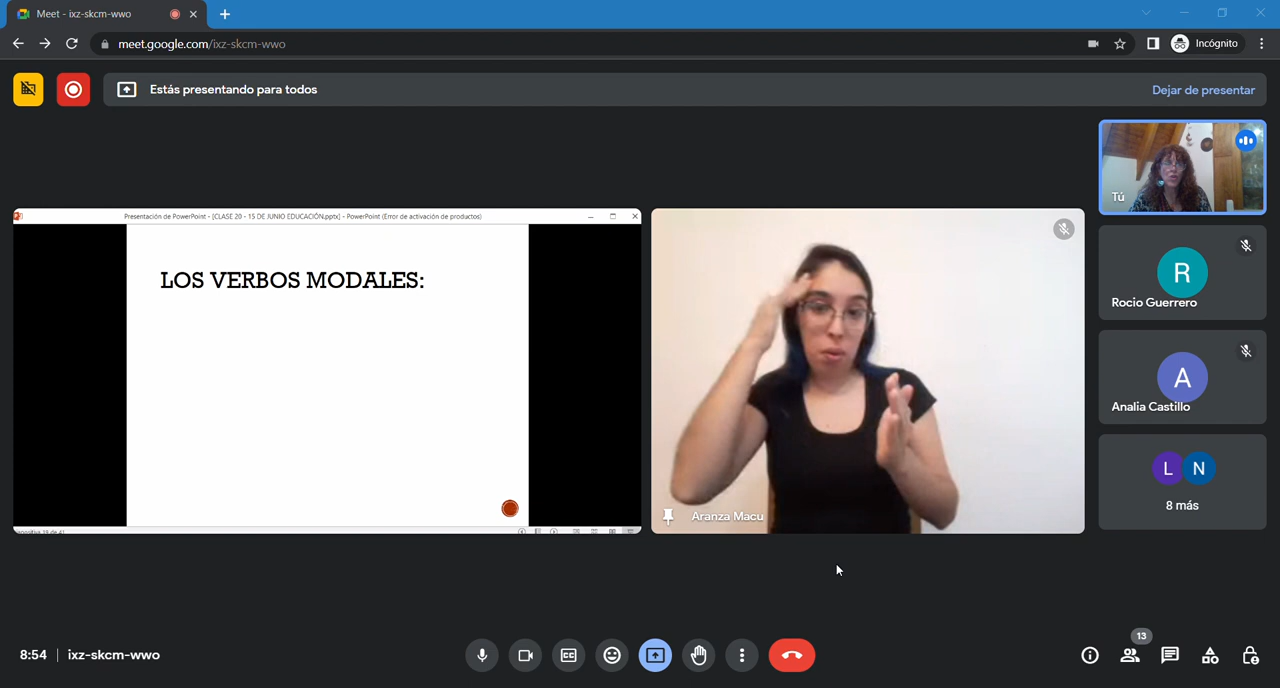 Meet - ixz-skcm-wwo
meet.google.com/ixz-skcm-wwo
Incógnito
Estás presentando para todos
Dejar de presentar
Presentación de PowerPoint - [CLASE 20 - 15 DE JUNIO EDUCACIÓN.pptx] - PowerPoint (Error de activación de productos)
LOS VERBOS MODALES:
Tú
R
Rocio Guerrero
A
Analia Castillo
L N
8 más
Aranza Macu
8:54 | ixz-skcm-wwo
13